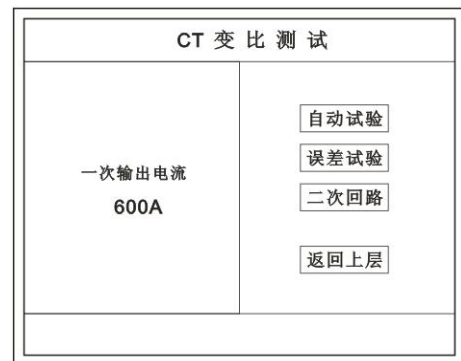 CT 变 比 测 试
一次输出电流
600A
自动试验
误差试验
二次回路
返回上层